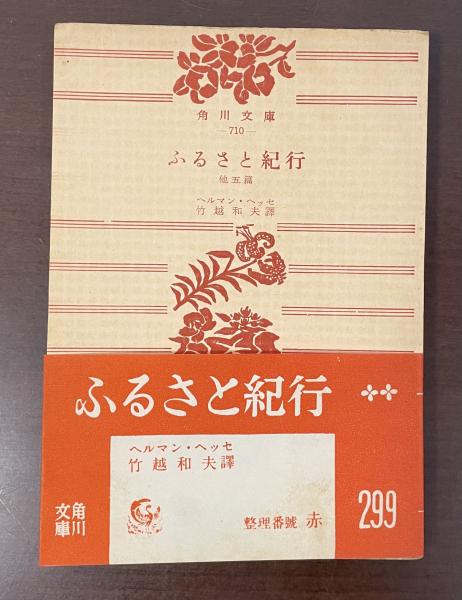 角川文庫
—710—
ふるさと紀行
他五篇
ヘルマン・ヘッセ
竹越和夫譯
ふるさと紀行
ヘルマン・ヘッセ
竹越和夫譯
角川文庫
整理番號 赤
299